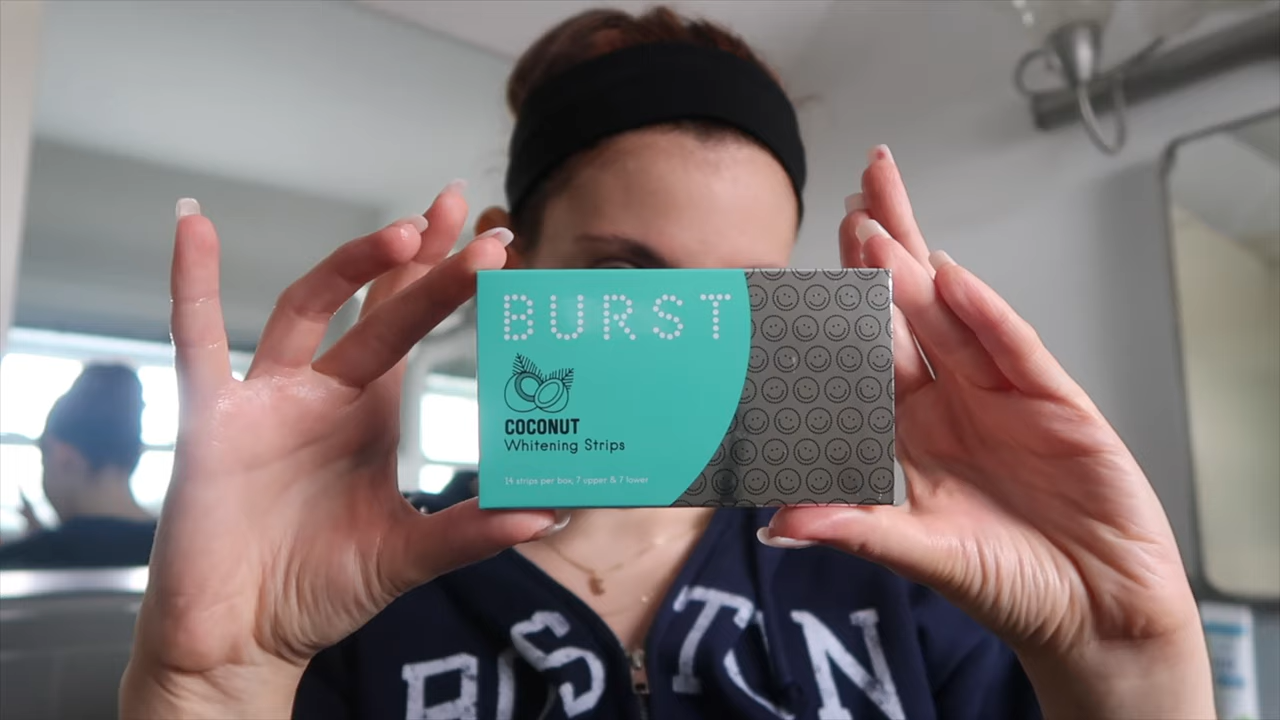 BURST
COCONUT
Whitening Strips
14 strips per box, 7 upper & 7 lower
BOSTON